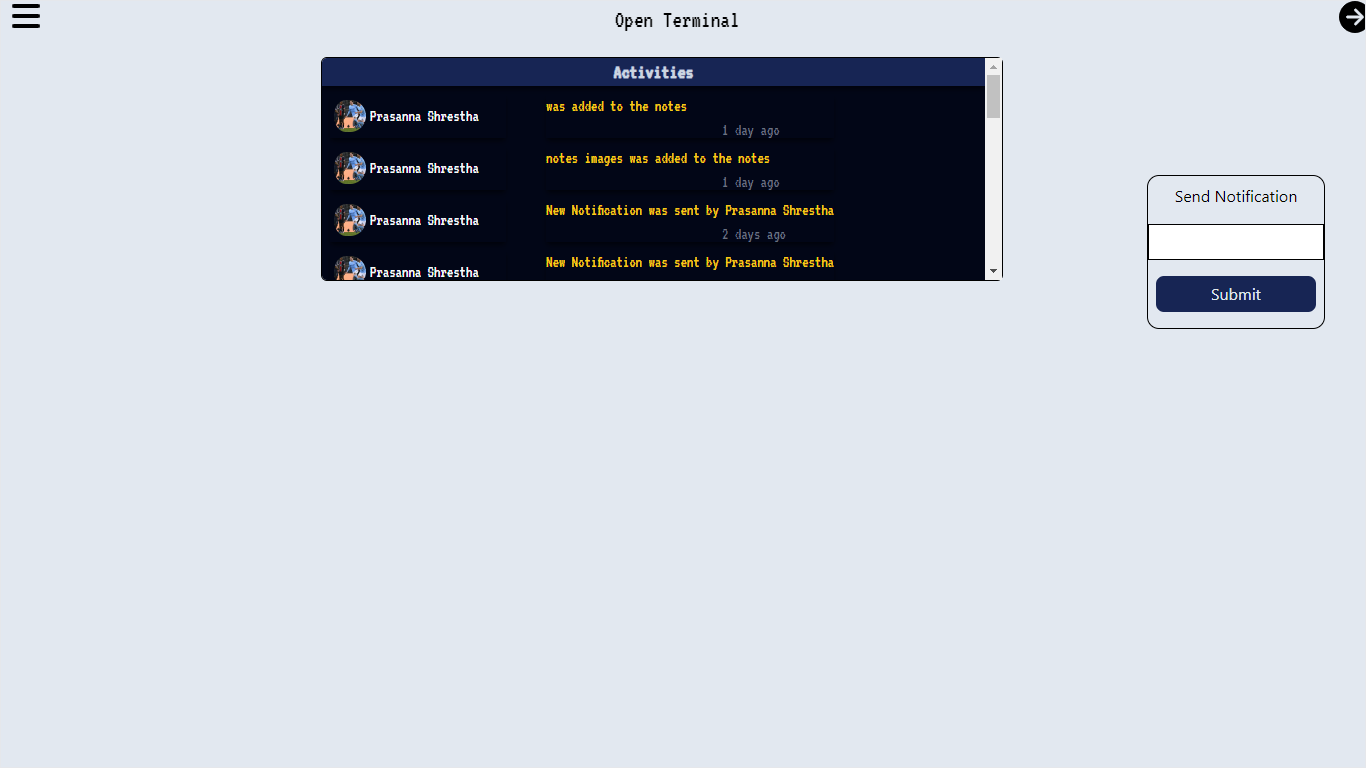 Open Terminal
Activities
Prasanna Shrestha
was added to the notes
1 day ago
Prasanna Shrestha
notes images was added to the notes
1 day ago
Prasanna Shrestha
New Notification was sent by Prasanna Shrestha
2 days ago
Prasanna Shrestha
New Notification was sent by Prasanna Shrestha
Send Notification
Submit